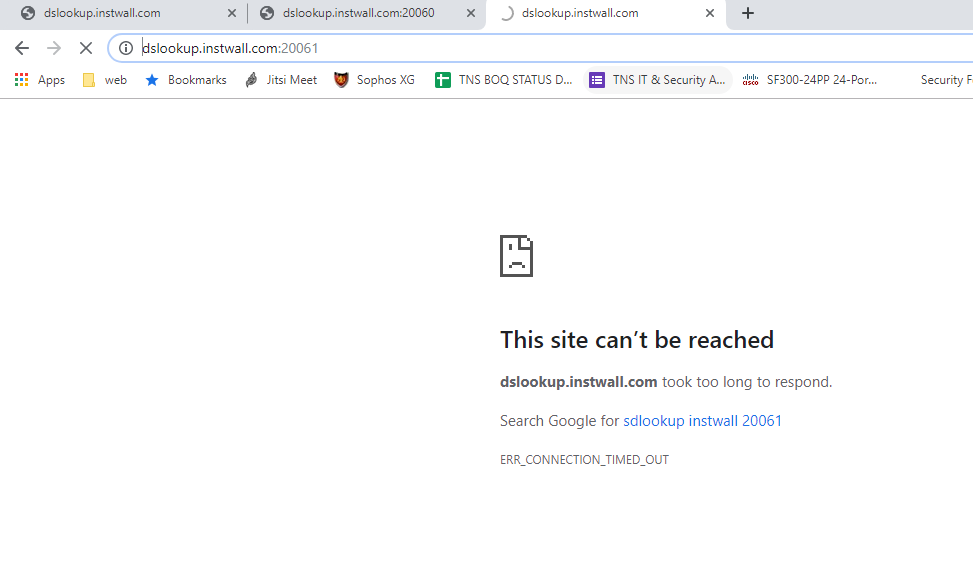 dslookup.instwall.com
dslookup.instwall.com:20060
dslookup.instwall.com
dslookup.instwall.com:20061
Apps web Bookmarks Jitsi Meet Sophos XG TNS BOQ STATUS D... TNS IT & Security A... CISCO SF300-24PP 24-Por... Security F
This site can't be reached
dslookup.instwall.com took too long to respond.
Search Google for sdlookup instwall 20061
ERR_CONNECTION_TIMED_OUT